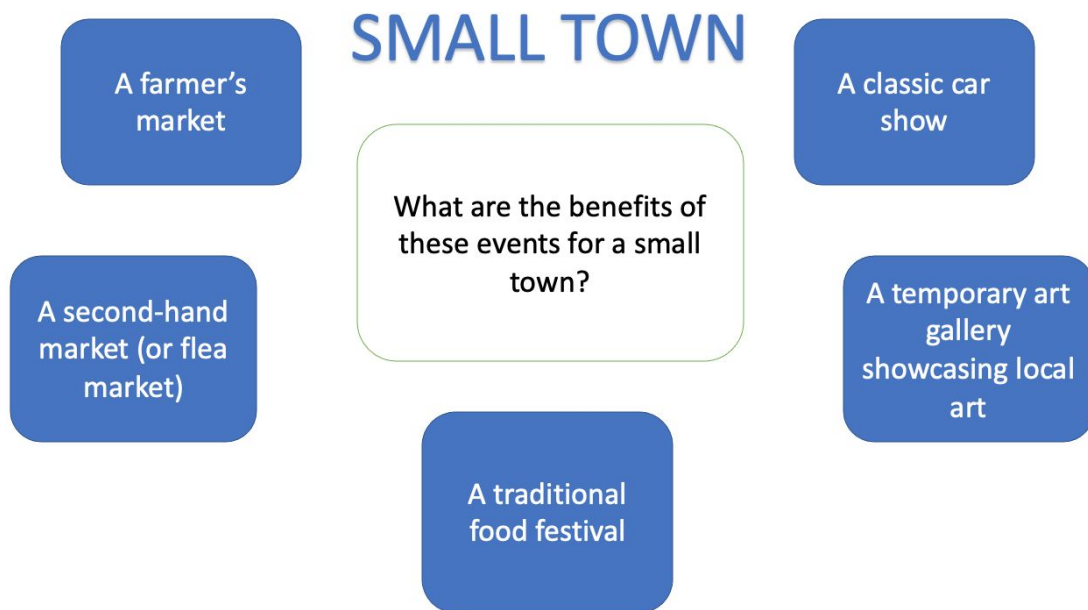 SMALL TOWN
A farmer’s
market
A classic car
show
What are the benefits of
these events for a small
town?
A second-hand
market (or flea
market)
A temporary art
gallery
showcasing local
art
A traditional
food festival